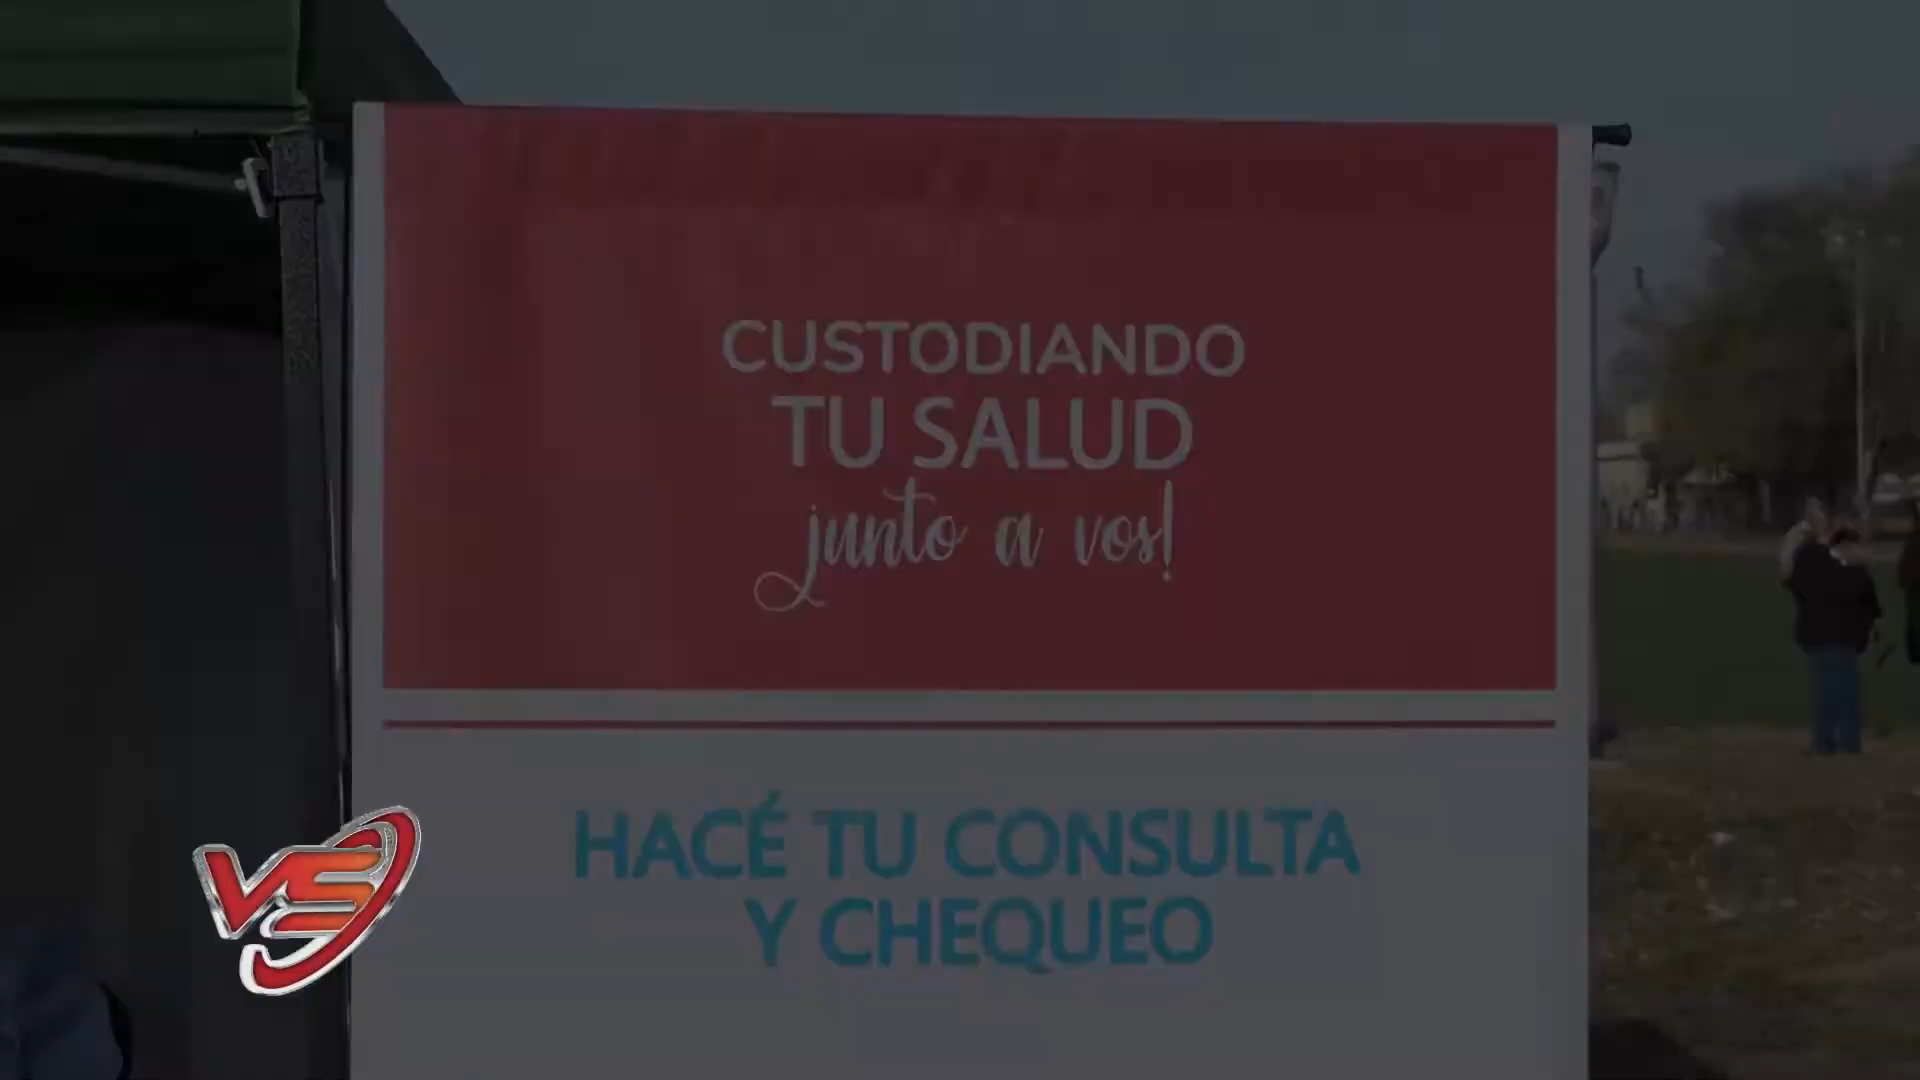 CUSTODIANDO
TU SALUD
junto a vos!
HACÉ TU CONSULTA
Y CHEQUEO
VS